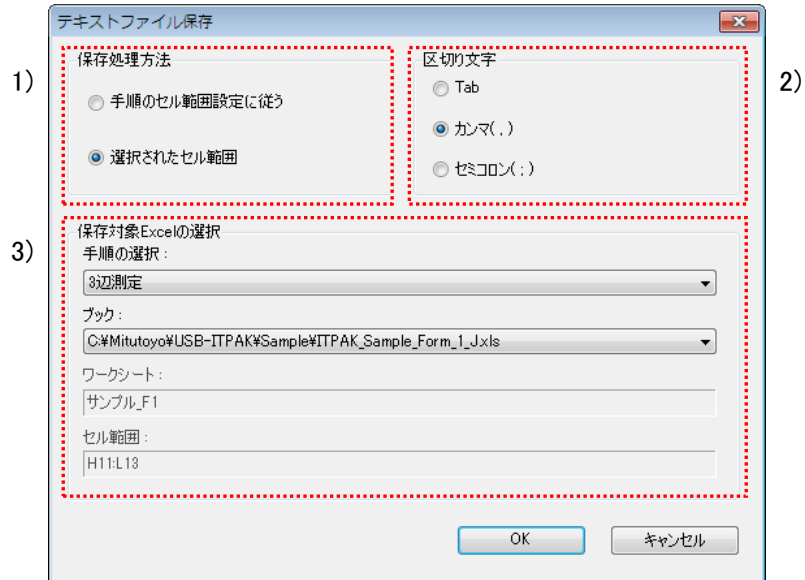 テキストファイル保存
1)
保存処理方法
手順のセル範囲設定に従う
選択されたセル範囲
区切り文字
Tab
カンマ(,)
セミコロン(;)
2)
3)
保存対象Excelの選択
手順の選択:
3辺測定
ブック:
C:¥Mitutoyo¥USB-ITPAK¥Sample¥ITPAK_Sample_Form_1_J.xls
ワークシート:
サンプル_F1
セル範囲:
H11:L13
OK
キャンセル